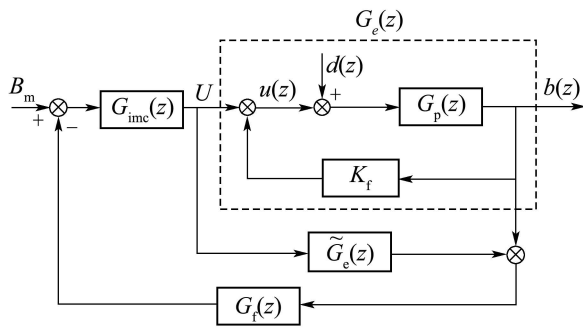 G_e(z)
B_m
+
−
G_imc(z)
U
u(z)
d(z)
+
G_p(z)
b(z)
K_f
G̃_e(z)
G_f(z)